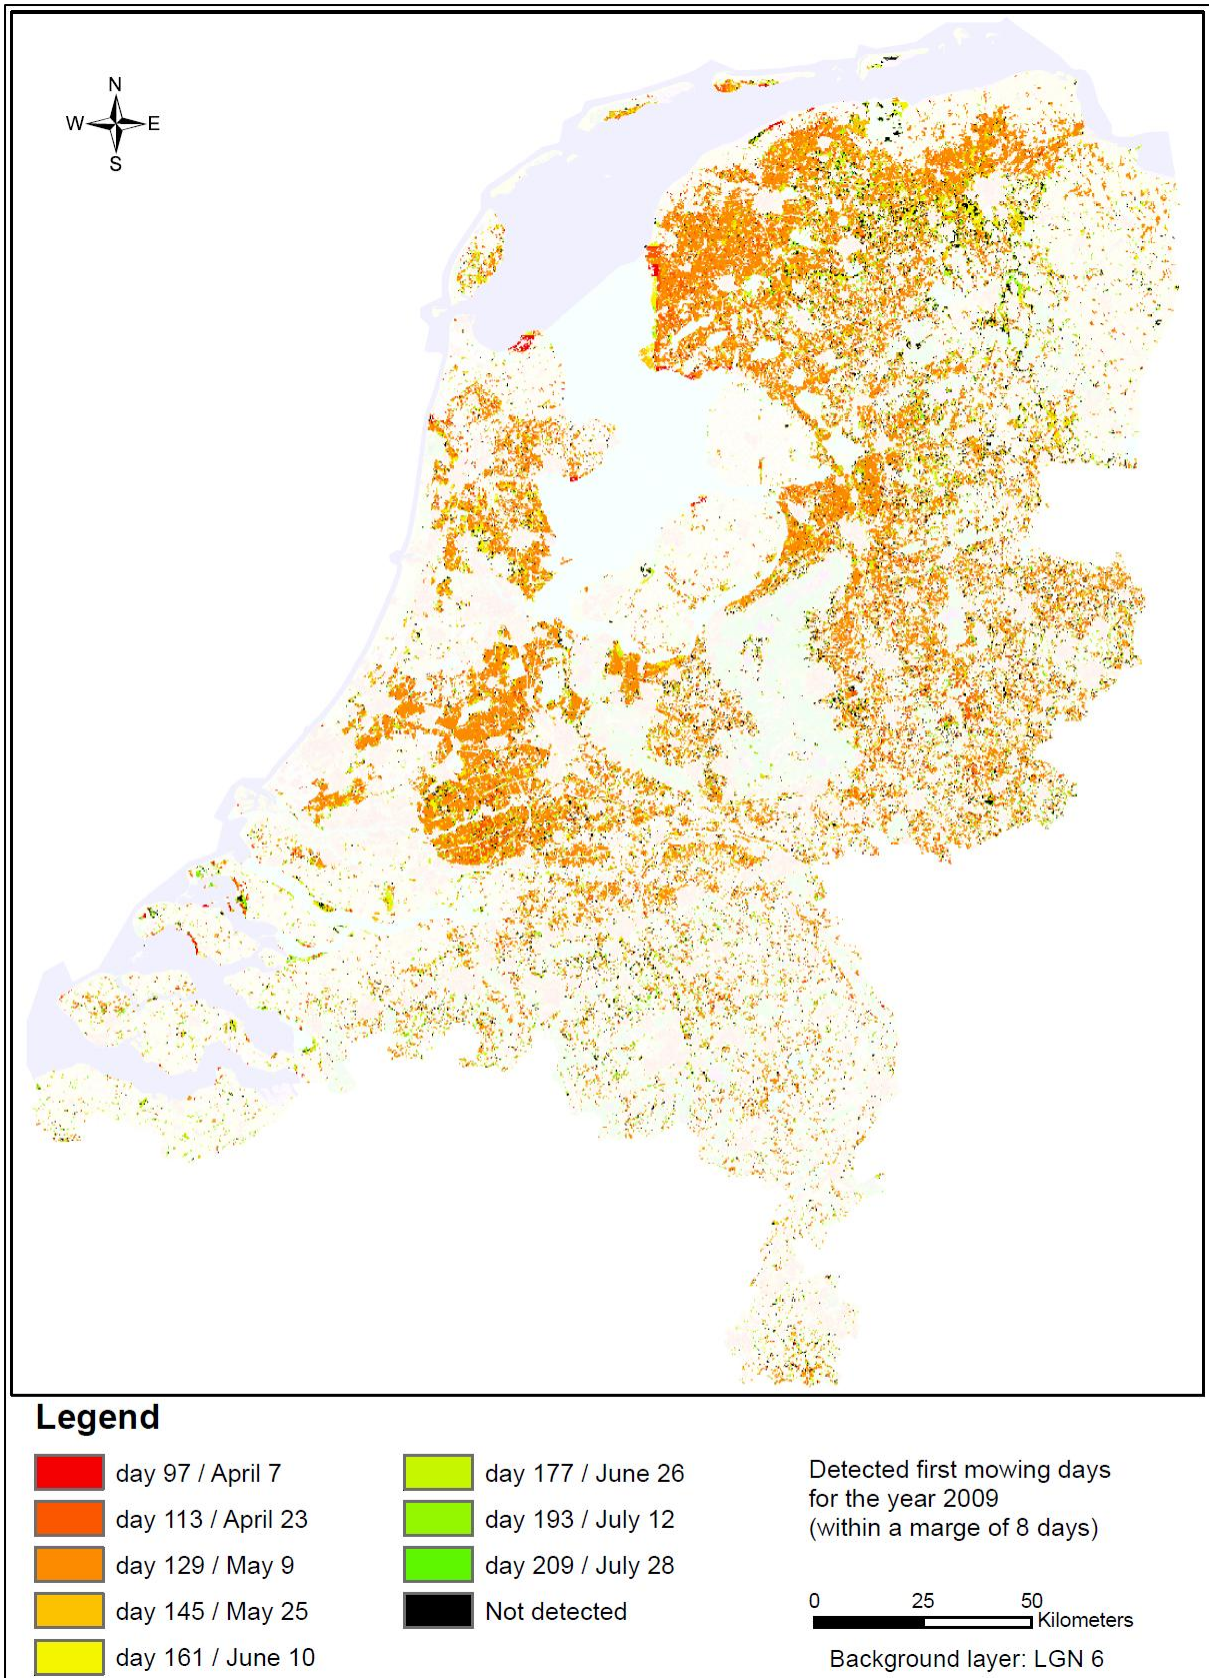 N
W E
S
Legend
day 97 / April 7
day 113 / April 23
day 129 / May 9
day 145 / May 25
day 161 / June 10
day 177 / June 26
day 193 / July 12
day 209 / July 28
Not detected
Detected first mowing days
for the year 2009
(within a marge of 8 days)
0 25 50
Kilometers
Background layer: LGN 6